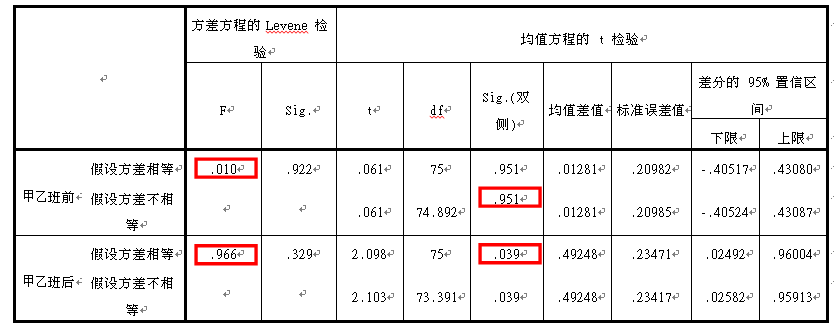 方差方程的 Levene 检验
均值方程的 t 检验
F
Sig.
t
df
Sig.(双侧)
均值差值
标准误差值
差分的 95% 置信区间
下限
上限
甲乙班前
假设方差相等 .010 .922 .061 75 .951 .01281 .20982 -.40517 .43080
假设方差不相等 .061 74.892 .951 .01281 .20985 -.40524 .43087
甲乙班后
假设方差相等 .966 .329 2.098 75 .039 .49248 .23471 .02492 .96004
假设方差不相等 2.103 73.391 .039 .49248 .23417 .02582 .95913